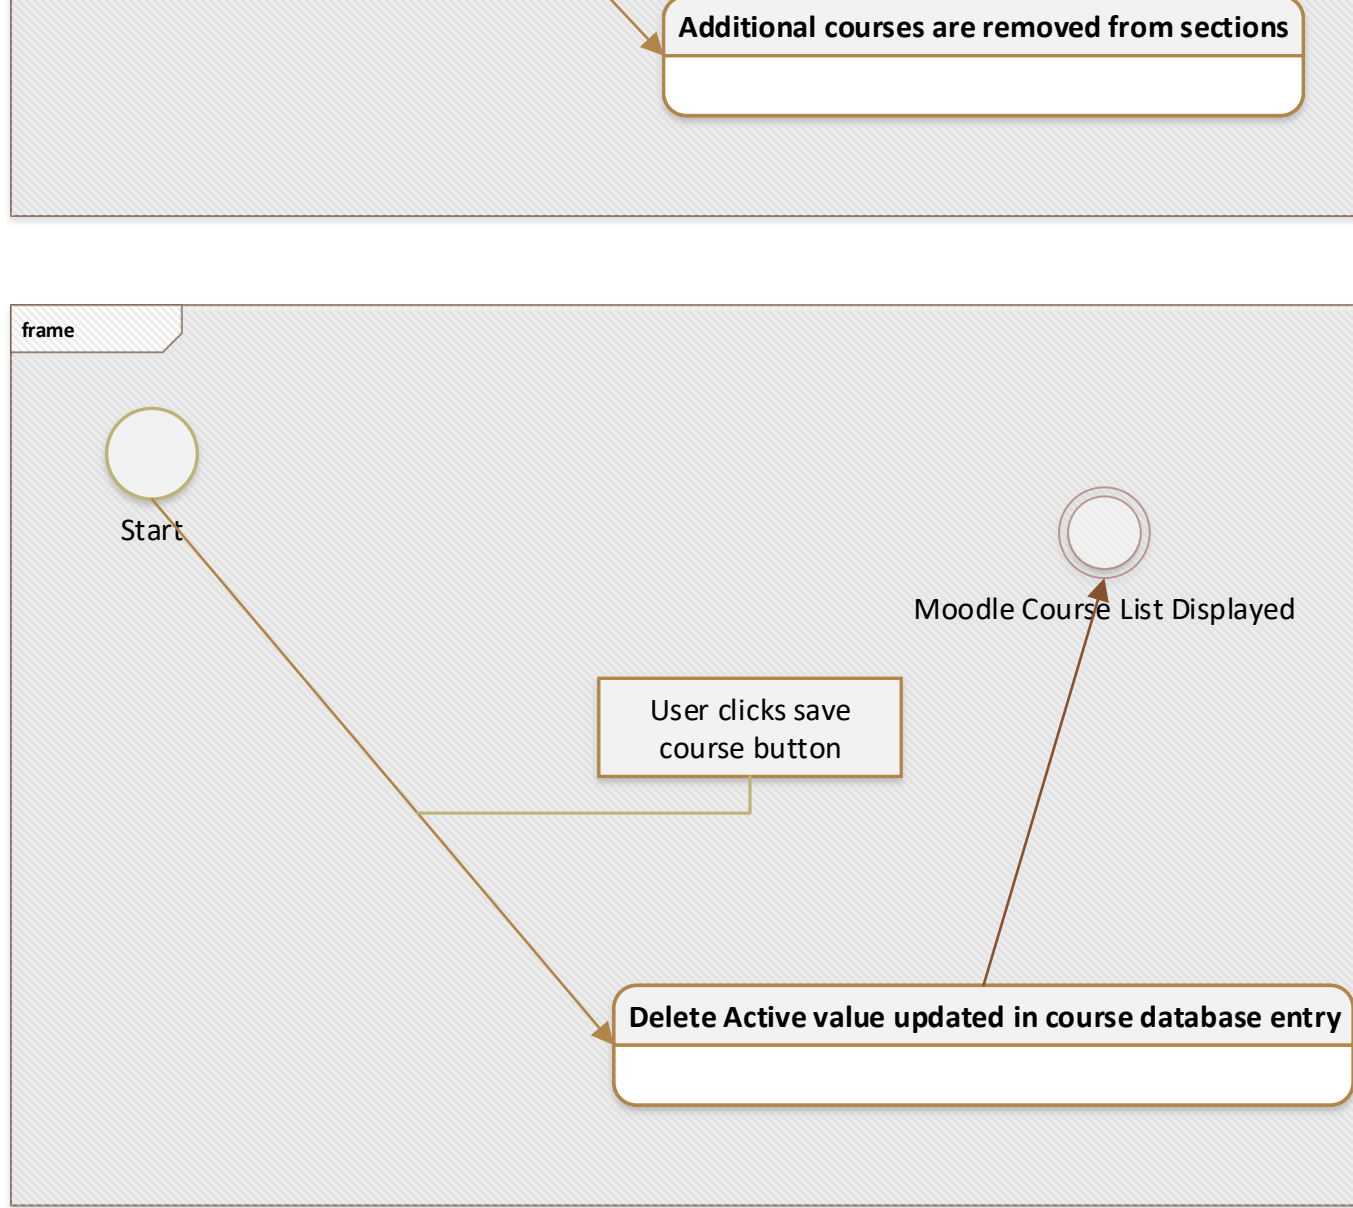 Additional courses are removed from sections
frame
Start
Moodle Course List Displayed
User clicks save
course button
Delete Active value updated in course database entry